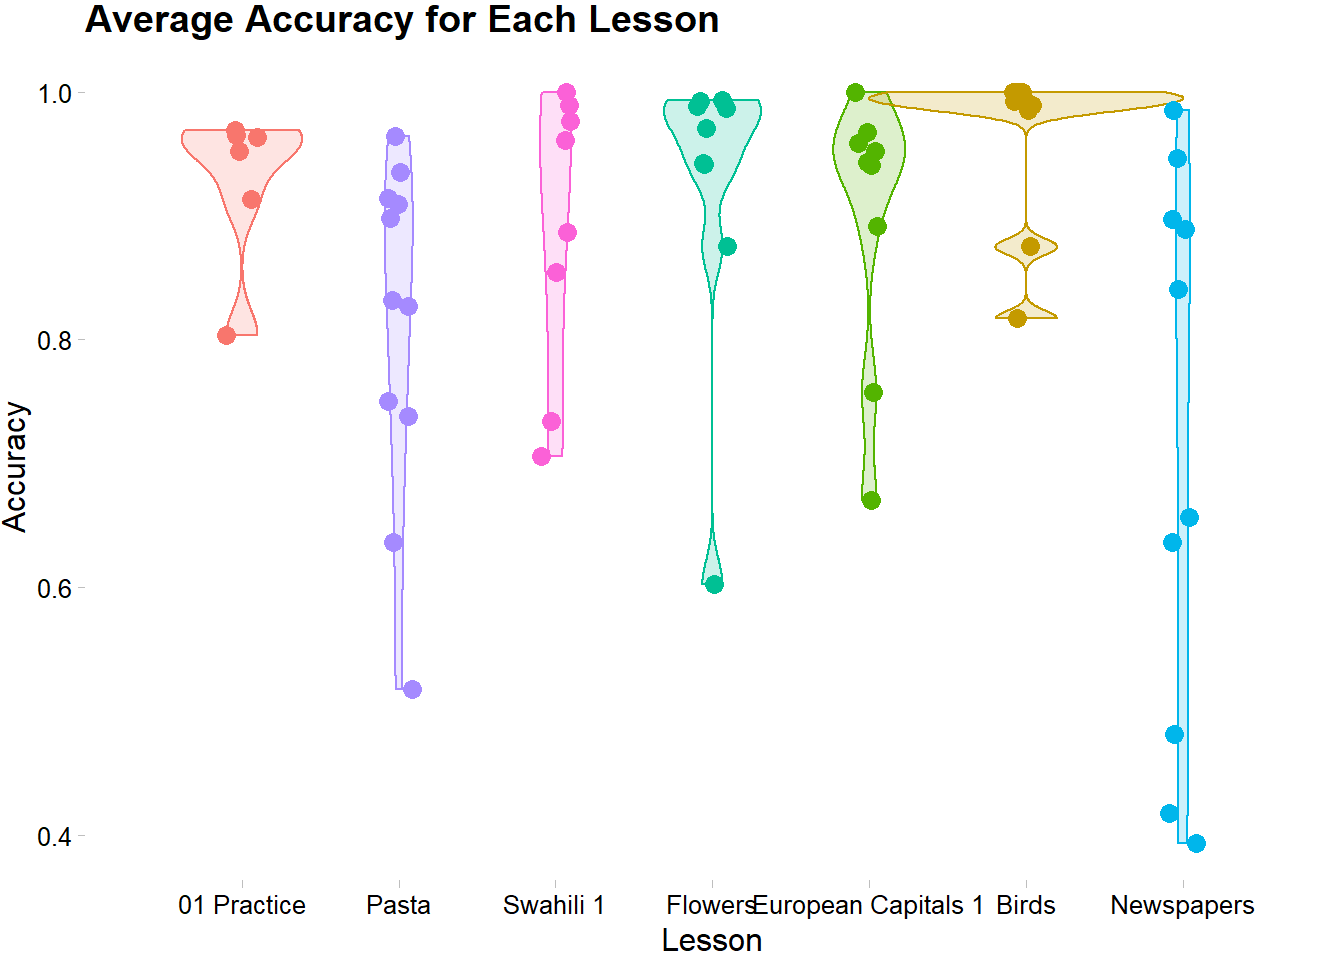 Average Accuracy for Each Lesson
1.0
0.8
0.6
0.4
Accuracy
01 Practice
Pasta
Swahili 1
Flowers
European Capitals 1
Birds
Newspapers
Lesson